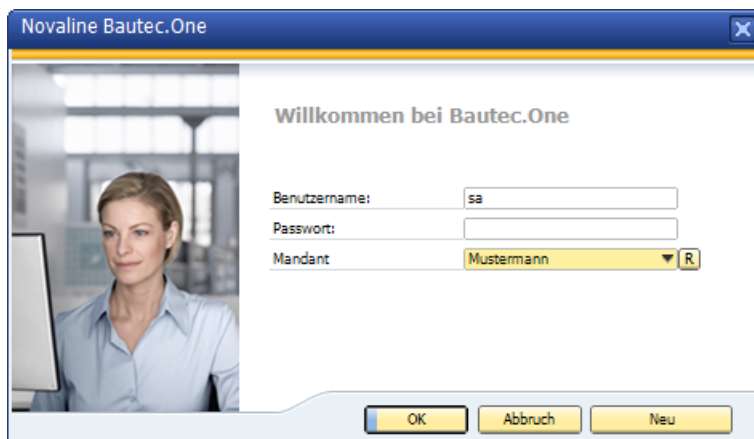 Novaline Bautec.One
Willkommen bei Bautec.One
Benutzername: sa
Passwort:
Mandant Mustermann R
OK Abbruch Neu